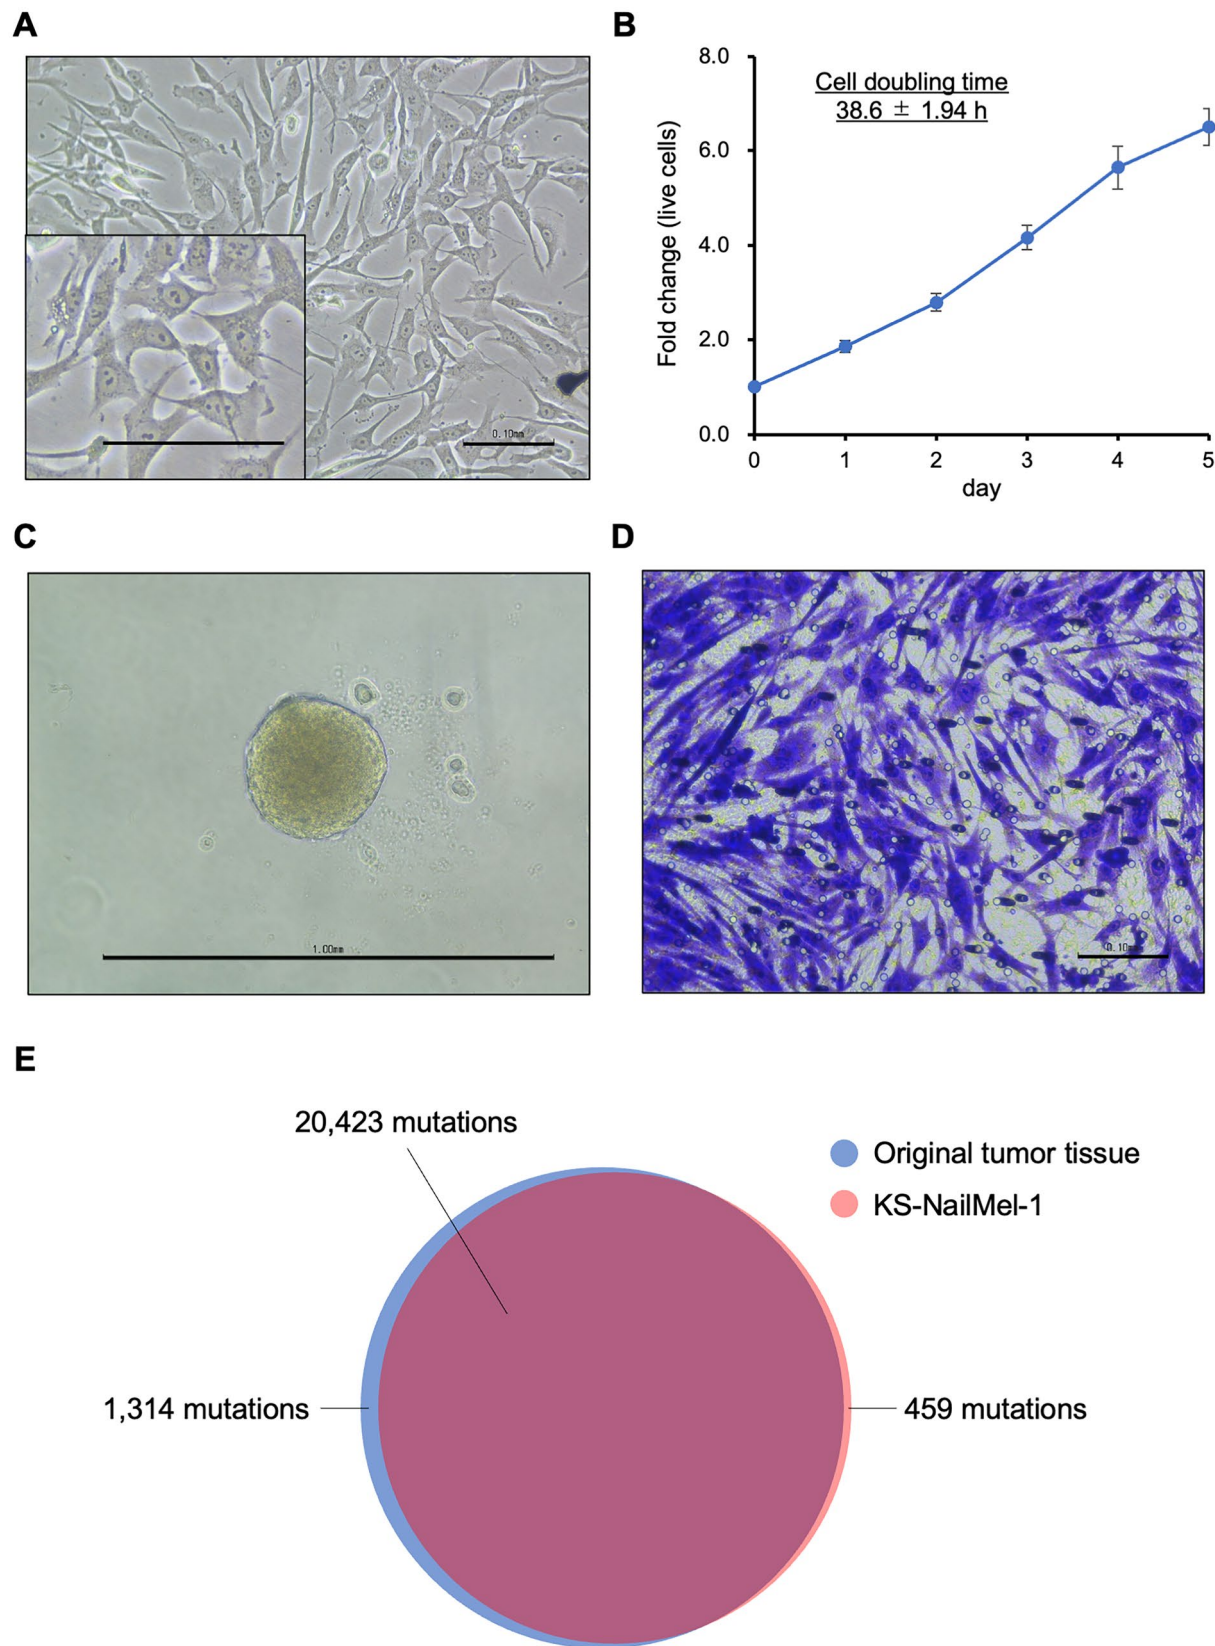 A
0.10mm
B
Cell doubling time
38.6 ± 1.94 h
Fold change (live cells)
8.0
6.0
4.0
2.0
0.0
0 1 2 3 4 5
day
C
1.00mm
D
0.10mm
E
20,423 mutations
Original tumor tissue
KS-NailMel-1
1,314 mutations
459 mutations